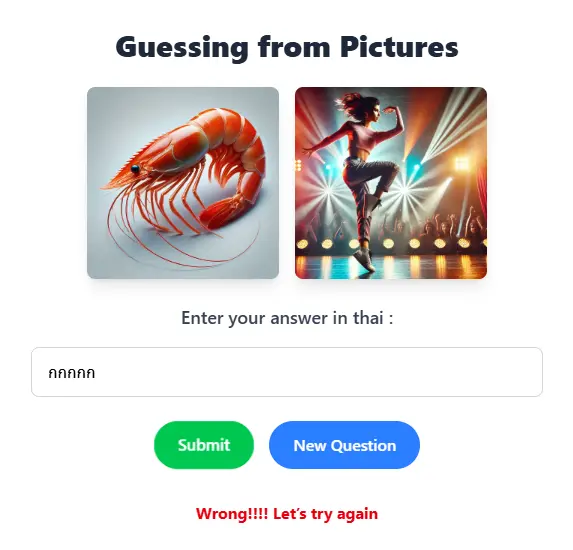 Guessing from Pictures
Enter your answer in thai :
กกกกก
Submit
New Question
Wrong!!!! Let's try again